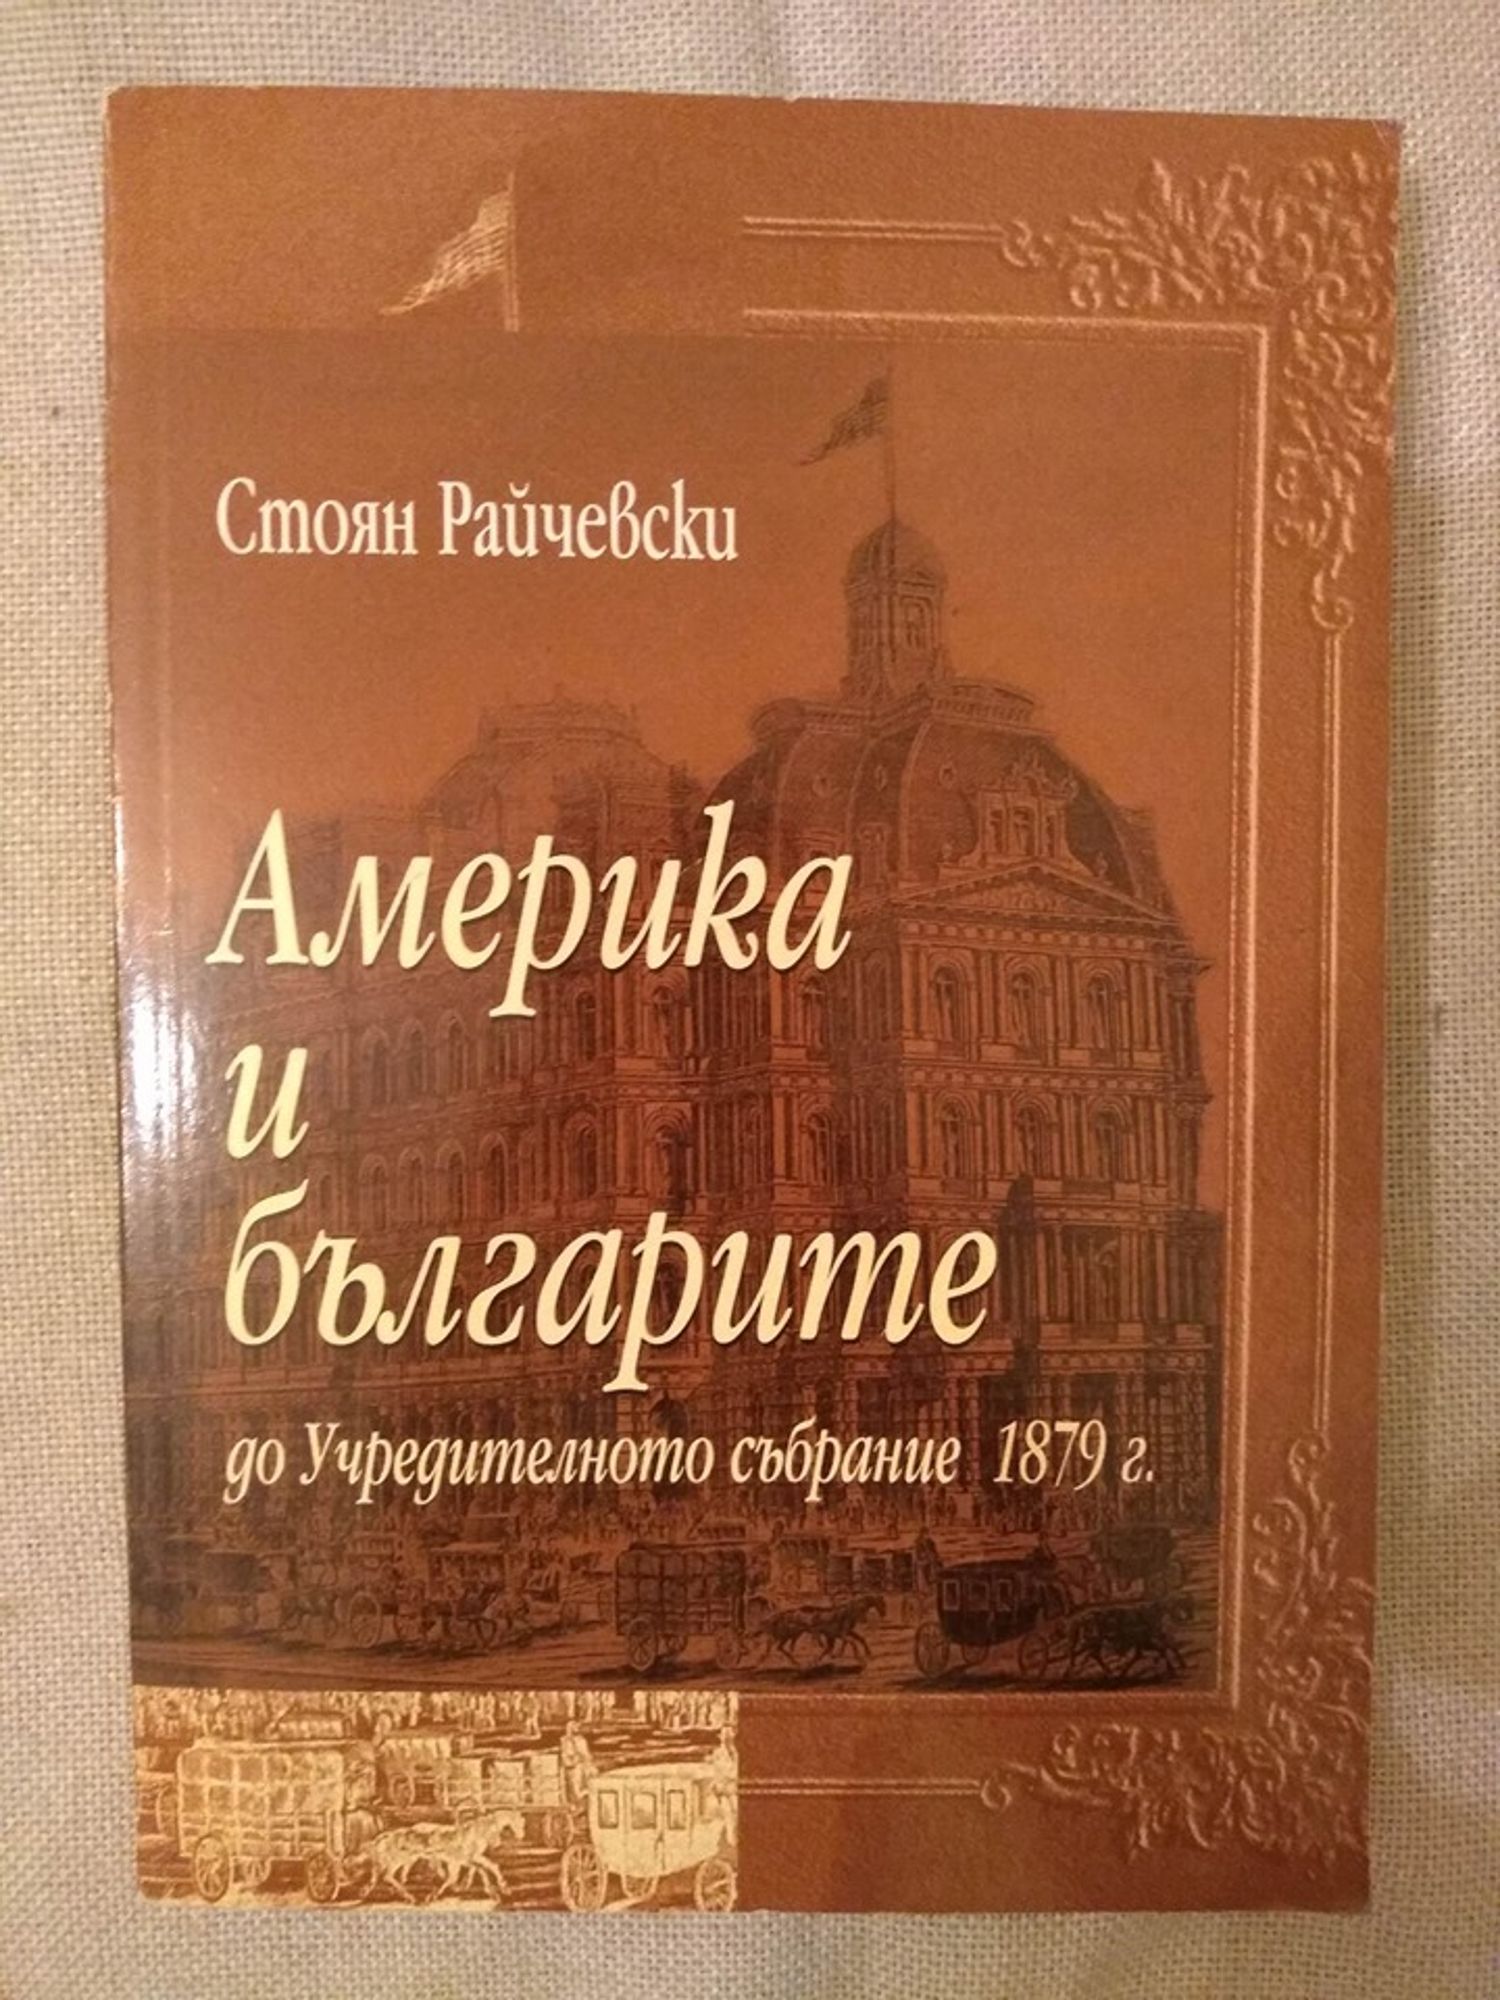 Стоян Райчевски
Америка
и
българите
до Учредителното събрание 1879 г.